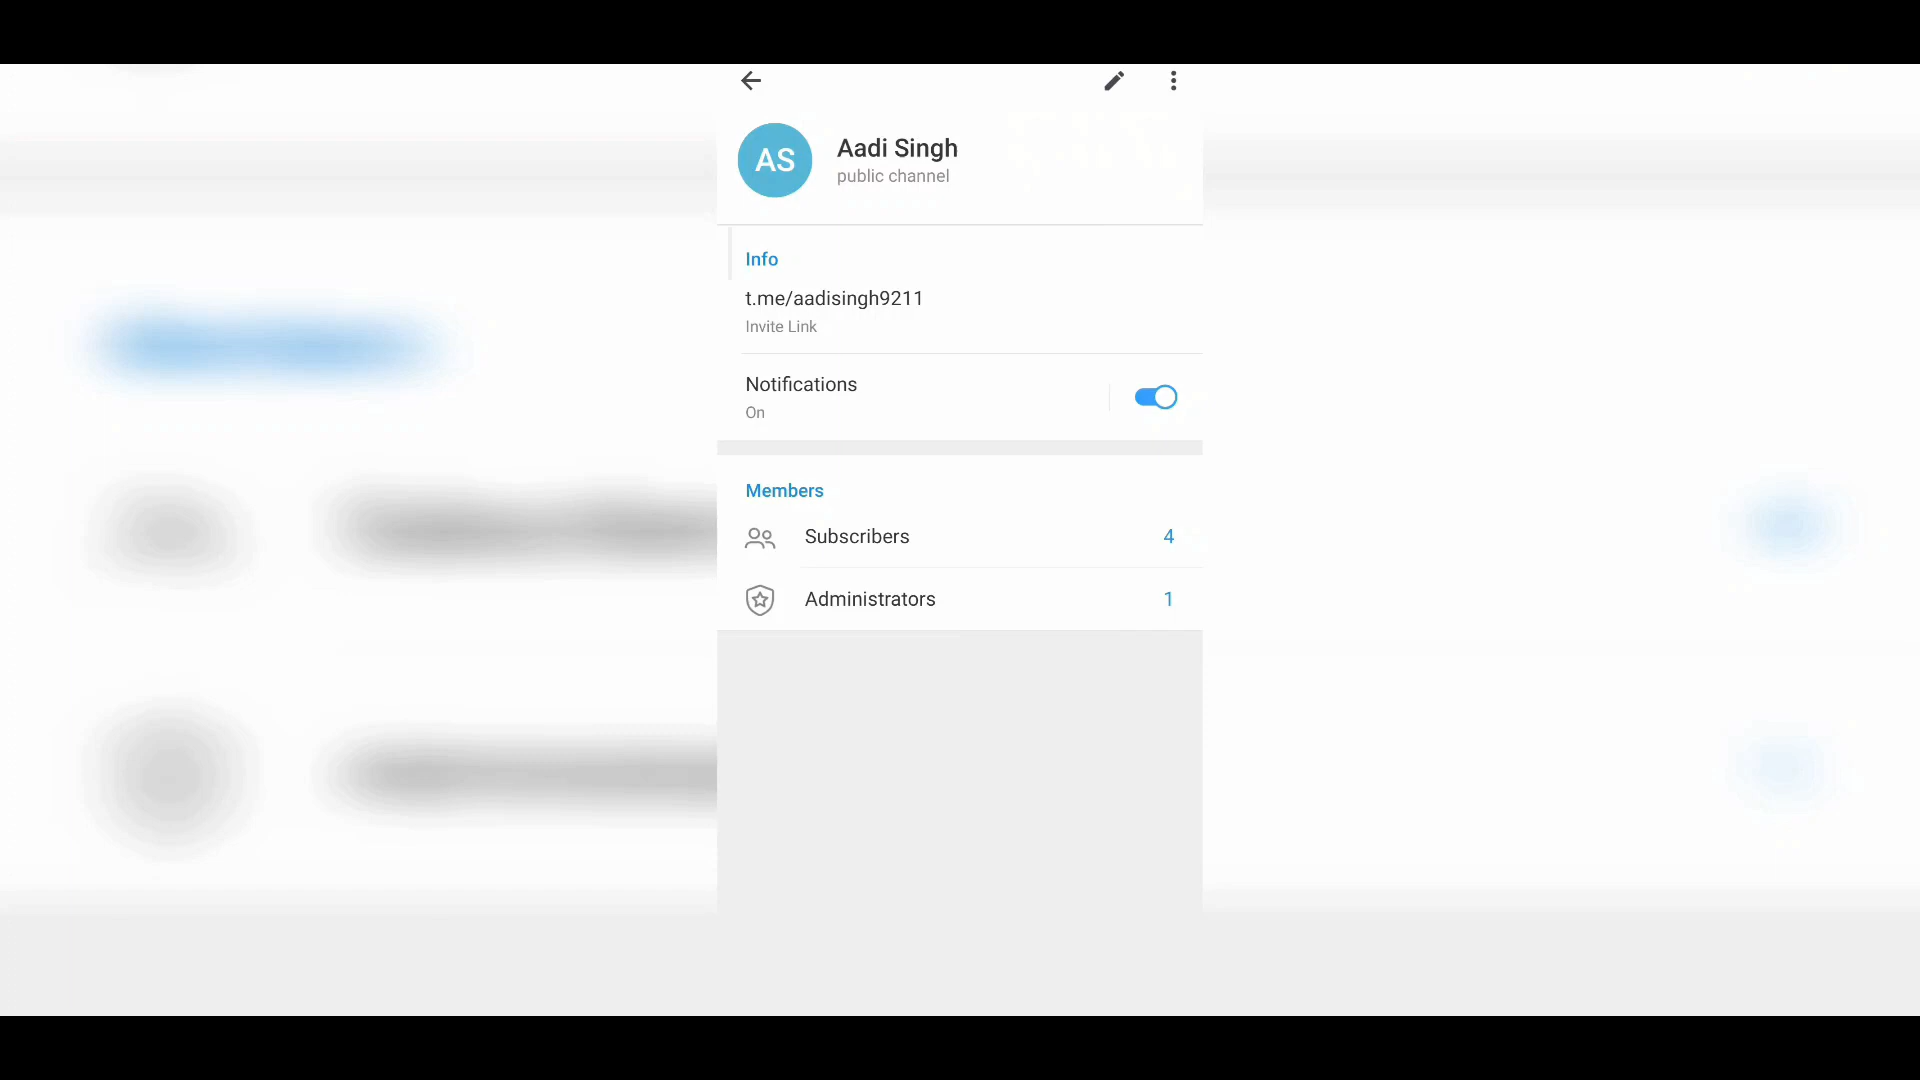 AS
Aadi Singh
public channel
Info
t.me/aadisingh9211
Invite Link
Notifications
On
Members
Subscribers 4
Administrators 1